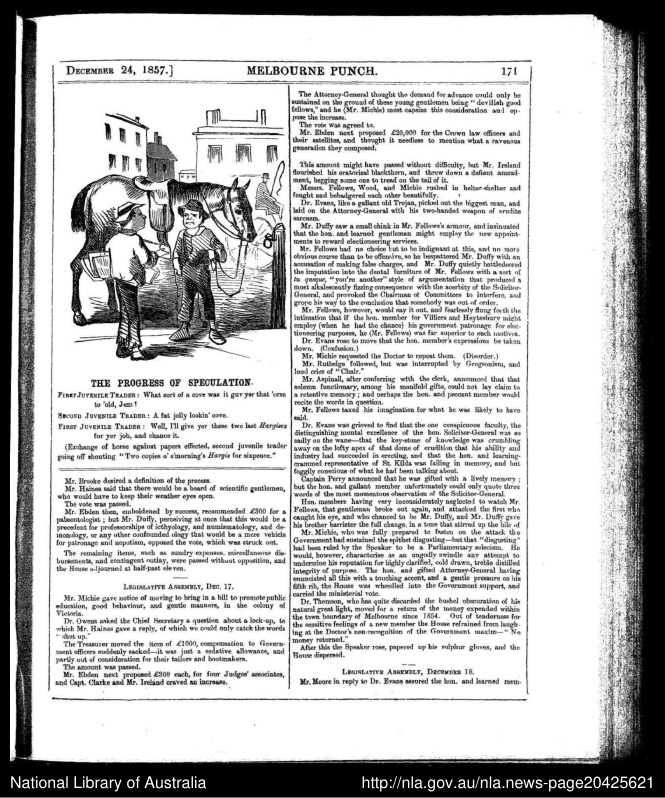 DECEMBER 24, 1857.]
MELBOURNE PUNCH.
171
THE PROGRESS OF SPECULATION.
FIRST JUVENILE TRADER: What sort of a cove was it guv yer that 'orse
to 'old, Jem?
SECOND JUVENILE TRADER: A fat jolly lookin' cove.
FIRST JUVENILE TRADER: Well, I'll give yer these two last Hargises
for yer job, and chance it.
(Exchange of horse against papers effected, second juvenile trader
going off shouting "Two copies o' s'morning's Hargis for sixpence."
Mr. Brooke desired a definition of the process.
Mr. Haines said that there would be a board of scientific gentlemen,
who would have to keep their weather eyes open.
The vote was passed.
Mr. Ebden then, emboldened by success, recommended £300 for a
palæontologist; but Mr. Duffy, perceiving at once that this would be a
precedent for professorships of icthyology, and numismatology, and de-
monology, or any other confounded ology that would be a mere vehicle
for patronage and nepotism, opposed the vote, which was struck out.
The remaining items, such as sundry expenses, miscellaneous dis-
bursements, and contingent outlay, were passed without opposition, and
the House adjourned at half-past eleven.
LEGISLATIVE ASSEMBLY, DEC. 17.
Mr. Michie gave notice of moving to bring in a bill to promote public
education, good behaviour, and gentle manners, in the colony of
Victoria.
Dr. Owens asked the Chief Secretary a question about a lock-up, to
which Mr. Haines gave a reply, of which we could only catch the words
"shut up."
The Treasurer moved the item of £1000, compensation to Govern-
ment officers suddenly sacked—it was just a sedative allowance, and
partly out of consideration for their tailors and bootmakers.
The amount was passed.
Mr. Ebden next proposed £300 each, for four Judges' associates,
and Capt. Clarke and Mr. Ireland craved an increase.
The Attorney-General thought the demand for advance could only be
sustained on the ground of these young gentlemen being "devilish good
fellows," and he (Mr. Michie) must capsize this consideration and op-
pose the increase.
The vote was agreed to.
Mr. Ebden next proposed £20,000 for the Crown law officers and
their satellites, and thought it needless to mention what a ravenous
generation they composed.
This amount might have passed without difficulty, but Mr. Ireland
flourished his oratorical blackthorn, and threw down a defiant amend-
ment, begging some one to tread on the tail of it.
Messrs. Fellows, Wood, and Michie rushed in helter-skelter and
fought and bebadgered each other beautifully.
Dr. Evans, like a gallant old Trojan, picked out the biggest man, and
laid on the Attorney-General with his two-handed weapon of erudite
sarcasm.
Mr. Duffy saw a small chink in Mr. Fellows's armour, and insinuated
that the hon. and learned gentleman might employ the new appoint-
ments to reward electioneering services.
Mr. Fellows had no choice but to be indignant at this, and no more
obvious course than to be offensive, so he bespattered Mr. Duffy with an
accusation of making false charges, and Mr. Duffy quietly battledoored
the imputation into the dental furniture of Mr. Fellows with a sort of
tu quoque, "you're another" style of argumentation that produced a
most alkalescently fizzing consequence with the acerbity of the Solicitor-
General, and provoked the Chairman of Committees to interfere, and
grope his way to the conclusion that somebody was out of order.
Mr. Fellows, however, would say it out, and fearlessly flung forth the
intimation that if the hon. member for Villiers and Heytesbury might
employ (when he had the chance) his government patronage for elec-
tioneering purposes, he (Mr. Fellows) was far superior to such motives.
Dr. Evans rose to move that the hon. member's expressions be taken
down. (Confusion.)
Mr. Michie requested the Doctor to repeat them. (Disorder.)
Mr. Rutledge followed, but was interrupted by Gregsonism, and
loud cries of "Chair."
Mr. Aspinall, after conferring with the clerk, announced that that
solemn functionary, among his manifold gifts, could not lay claim to
a retentive memory; and perhaps the hon. and peccant member would
recite the words in question.
Mr. Fellows taxed his imagination for what he was likely to have
said.
Dr. Evans was grieved to find that the one conspicuous faculty, the
distinguishing mental excellence of the hon. Solicitor-General was so
sadly on the wane—that the key-stone of knowledge was crumbling
away on the lofty apex of that dome of erudition that his ability and
industry had succeeded in erecting, and that the hon. and learning-
crammed representative of St. Kilda was failing in memory, and but
foggily conscious of what he had been talking about.
Captain Perry announced that he was gifted with a lively memory;
but the hon. and gallant member unfortunately could only quote three
words of the most momentous observation of the Solicitor-General.
Hon. members having very inconsiderately neglected to watch Mr.
Fellows, that gentleman broke out again, and attacked the first who
caught his eye, and who chanced to be Mr. Duffy, and Mr. Duffy gave
his brother barrister the full change, in a tone that stirred up the bile of
Mr. Michie, who was fully prepared to fasten on the attack the
Government had sustained the epithet disgusting—but that "disgusting"
had been ruled by the Speaker to be a Parliamentary solecism. He
would, however, characterise as an ungodly swindle any attempt to
undermine his reputation for highly clarified, cold drawn, treble distilled
integrity of purpose. The hon. and gifted Attorney-General having
enunciated all this with a touching accent, and a gentle pressure on his
fifth rib, the House was wheedled into the Government support, and
carried the ministerial vote.
Dr. Thomson, who has quite discarded the bushel obscuration of his
natural great light, moved for a return of the money expended within
the town boundary of Melbourne since 1854. Out of tenderness for
the sensitive feelings of a new member the House refrained from laugh-
ing at the Doctor's non-recognition of the Government maxim—"No
money returned."
After this the Speaker rose, papered up his sulphur gloves, and the
House dispersed.
LEGISLATIVE ASSEMBLY, DECEMBER 18.
Mr. Moore in reply to Dr. Evans assured the hon. and learned mem-
National Library of Australia
http://nla.gov.au/nla.news-page20425621